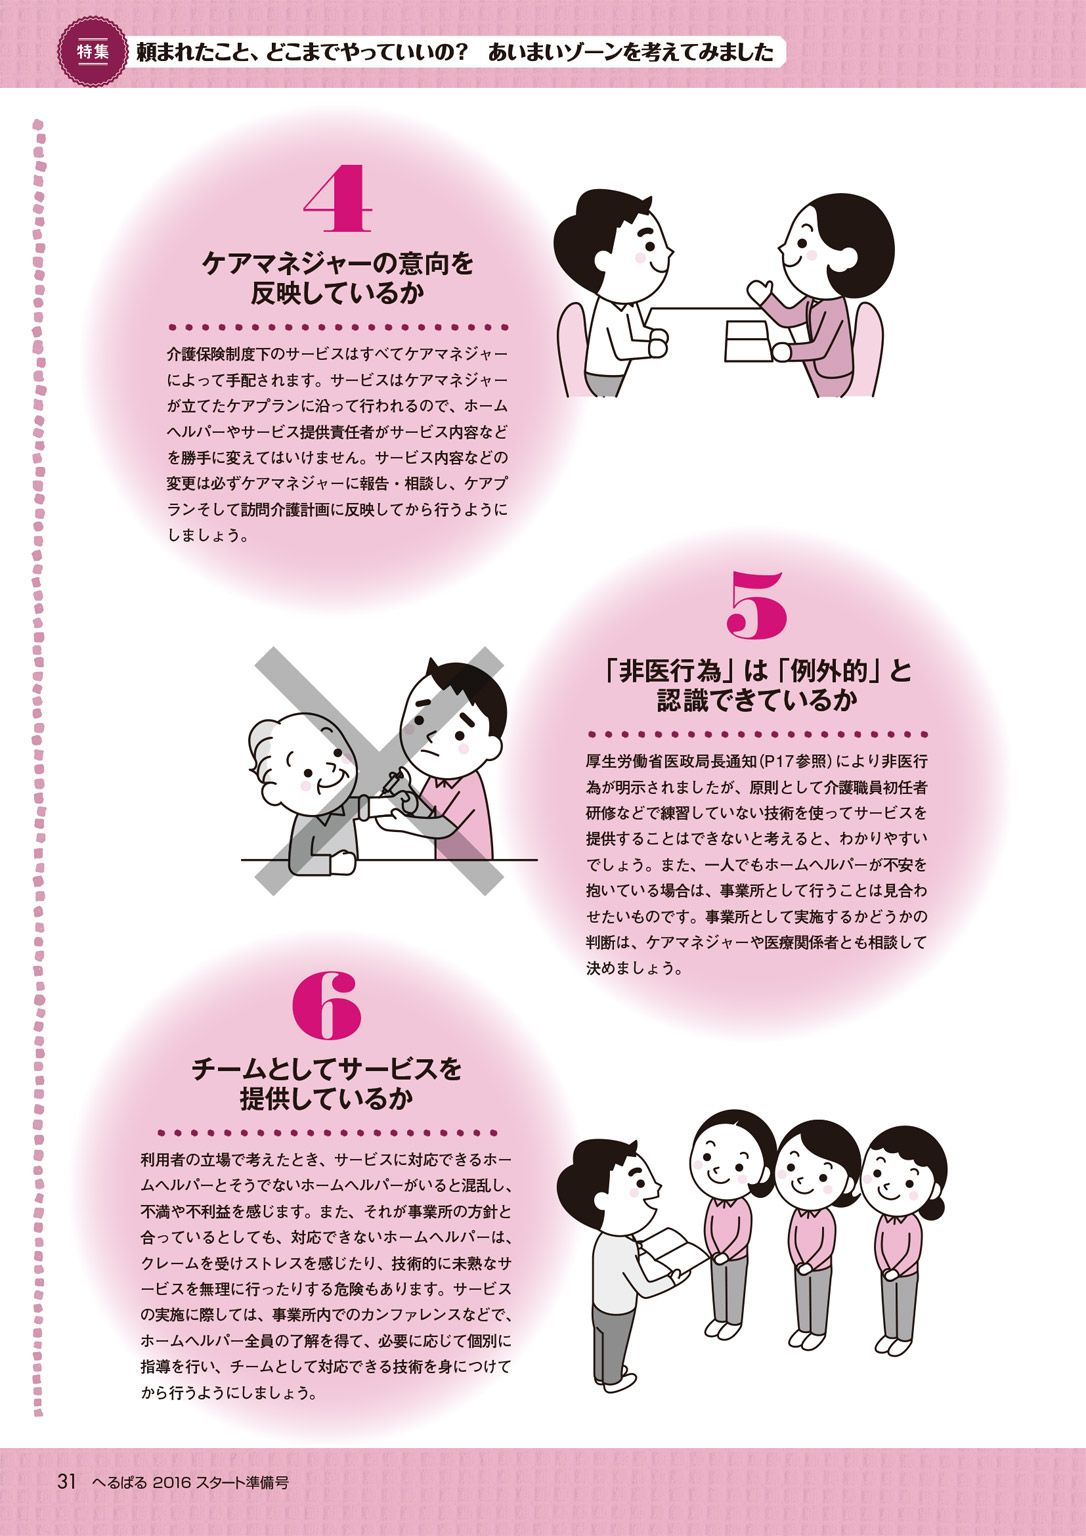 特集
頼まれたこと、どこまでやっていいの? あいまいゾーンを考えてみました
4
ケアマネジャーの意向を
反映しているか
介護保険制度下のサービスはすべてケアマネジャー
によって手配されます。サービスはケアマネジャー
が立てたケアプランに沿って行われるので、ホーム
ヘルパーやサービス提供責任者がサービス内容など
を勝手に変えてはいけません。サービス内容などの
変更は必ずケアマネジャーに報告・相談し、ケアプ
ランそして訪問介護計画に反映してから行うように
しましょう。
5
「非医行為」は「例外的」と
認識できているか
厚生労働省医政局長通知(P17参照)により非医行
為が明示されましたが、原則として介護職員初任者
研修などで練習していない技術を使ってサービスを
提供することはできないと考えると、わかりやすい
でしょう。また、一人でもホームヘルパーが不安を
抱いている場合は、事業所として行うことは見合わ
せたいものです。事業所として実施するかどうかの
判断は、ケアマネジャーや医療関係者とも相談して
決めましょう。
6
チームとしてサービスを
提供しているか
利用者の立場で考えたとき、サービスに対応できるホー
ムヘルパーとそうでないホームヘルパーがいると混乱し、
不満や不利益を感じます。また、それが事業所の方針と
合っているとしても、対応できないホームヘルパーは、
クレームを受けストレスを感じたり、技術的に未熟なサ
ービスを無理に行ったりする危険もあります。サービス
の実施に際しては、事業所内でのカンファレンスなどで、
ホームヘルパー全員の了解を得て、必要に応じて個別に
指導を行い、チームとして対応できる技術を身につけて
から行うようにしましょう。
31 へるぱる 2016 スタート準備号